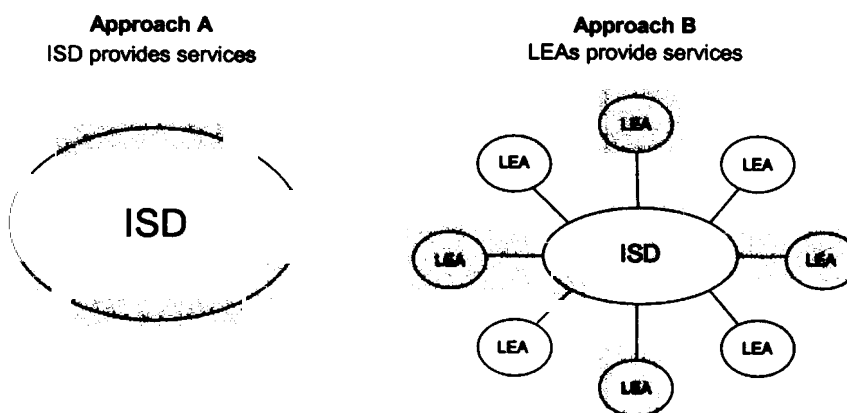 Approach A
ISD provides services
ISD
Approach B
LEAs provide services
LEA
LEA
LEA
LEA
ISD
LEA
LEA
LEA
LEA